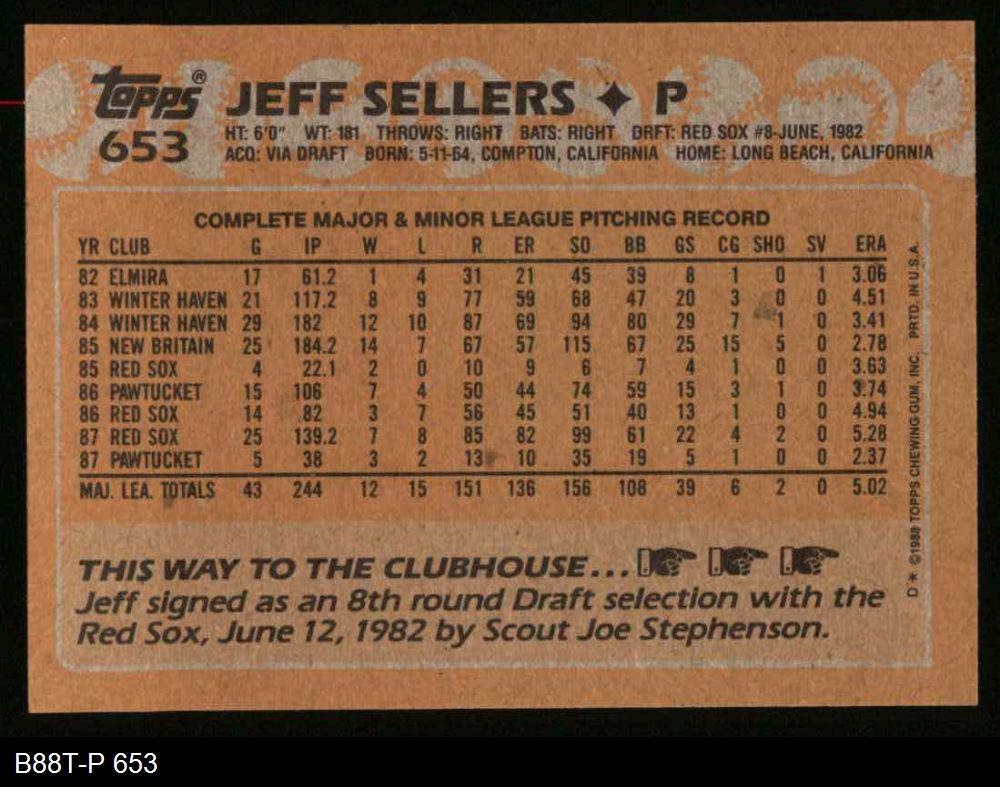 Topps® JEFF SELLERS ✦ P
653 HT: 6'0" WT: 181 THROWS: RIGHT BATS: RIGHT DRFT: RED SOX #8-JUNE, 1982
ACQ: VIA DRAFT BORN: 5-11-64, COMPTON, CALIFORNIA HOME: LONG BEACH, CALIFORNIA
COMPLETE MAJOR & MINOR LEAGUE PITCHING RECORD
YR CLUB G IP W L R ER SO BB GS CG SHO SV ERA
82 ELMIRA 17 61.2 1 4 31 21 45 39 8 1 0 1 3.06
83 WINTER HAVEN 21 117.2 8 9 77 59 68 47 20 3 0 0 4.51
84 WINTER HAVEN 29 182 12 10 87 69 94 80 29 7 1 0 3.41
85 NEW BRITAIN 25 184.2 14 7 67 57 115 67 25 15 5 0 2.78
85 RED SOX 4 22.1 2 0 10 9 6 7 4 1 0 0 3.63
86 PAWTUCKET 15 106 7 4 50 44 74 59 15 3 1 0 3.74
86 RED SOX 14 82 3 7 56 45 51 40 13 1 0 0 4.94
87 RED SOX 25 139.2 7 8 85 82 99 61 22 4 2 0 5.28
87 PAWTUCKET 5 38 3 2 13 10 35 19 5 1 0 0 2.37
MAJ. LEA. TOTALS 43 244 12 15 151 136 156 108 39 6 2 0 5.02
THIS WAY TO THE CLUBHOUSE...
Jeff signed as an 8th round Draft selection with the
Red Sox, June 12, 1982 by Scout Joe Stephenson.
D* ©1988 TOPPS CHEWING GUM, INC. PRTD. IN U.S.A.
B88T-P 653